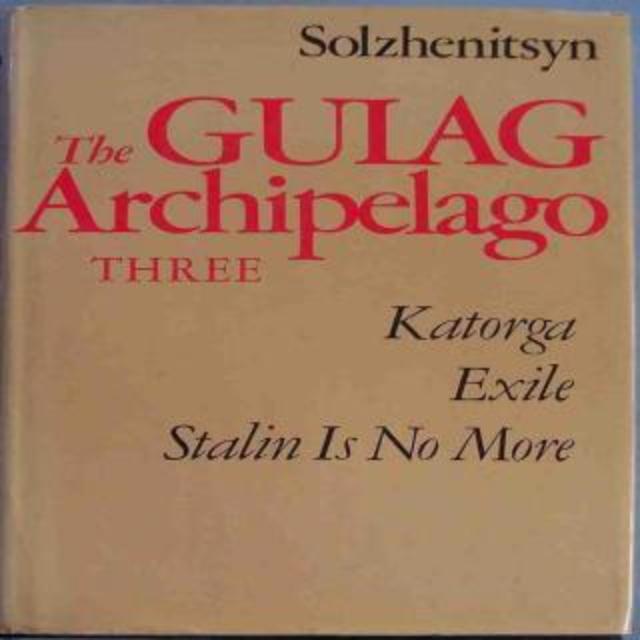 Solzhenitsyn
The GULAG
Archipelago
THREE
Katorga
Exile
Stalin Is No More